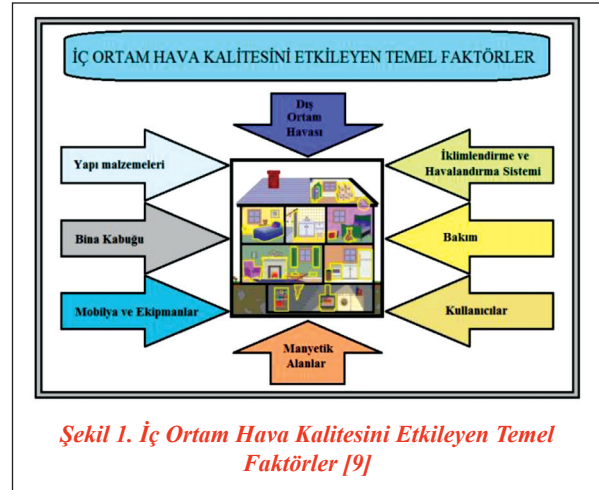 İÇ ORTAM HAVA KALİTESİNİ ETKİLEYEN TEMEL FAKTÖRLER
Dış
Ortam
Havası
Yapı malzemeleri
İklimlendirme ve
Havalandırma Sistemi
Bina Kabuğu
Bakım
Mobilya ve Ekipmanlar
Kullanıcılar
Manyetik
Alanlar
Şekil 1. İç Ortam Hava Kalitesini Etkileyen Temel
Faktörler [9]